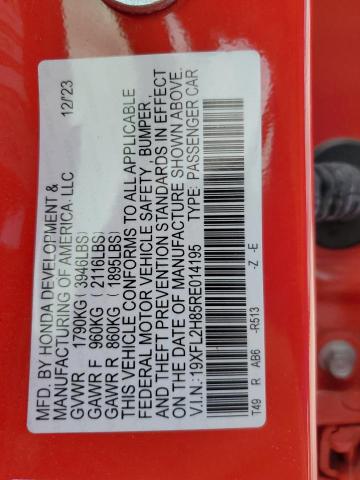 MFD. BY HONDA DEVELOPMENT &
MANUFACTURING OF AMERICA, LLC 12/23
GVWR 1790KG (3946LBS)
GAWR F 960KG (2116LBS)
GAWR R 860KG (1895LBS)
THIS VEHICLE CONFORMS TO ALL APPLICABLE
FEDERAL MOTOR VEHICLE SAFETY, BUMPER,
AND THEFT PREVENTION STANDARDS IN EFFECT
ON THE DATE OF MANUFACTURE SHOWN ABOVE.
V.I.N.:19XFL2H85RE014195 TYPE: PASSENGER CAR
T49 R AB6 -R513 -Z -E